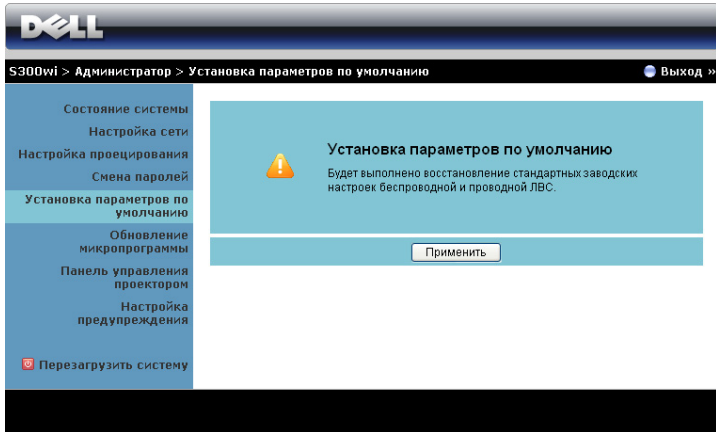 DELL
S300wi > Администратор > Установка параметров по умолчанию
Выход »
Состояние системы
Настройка сети
Настройка проецирования
Смена паролей
Установка параметров по
умолчанию
Обновление
микропрограммы
Панель управления
проектором
Настройка
предупреждения
Перезагрузить систему
Установка параметров по умолчанию
Будет выполнено восстановление стандартных заводских
настроек беспроводной и проводной ЛВС.
Применить